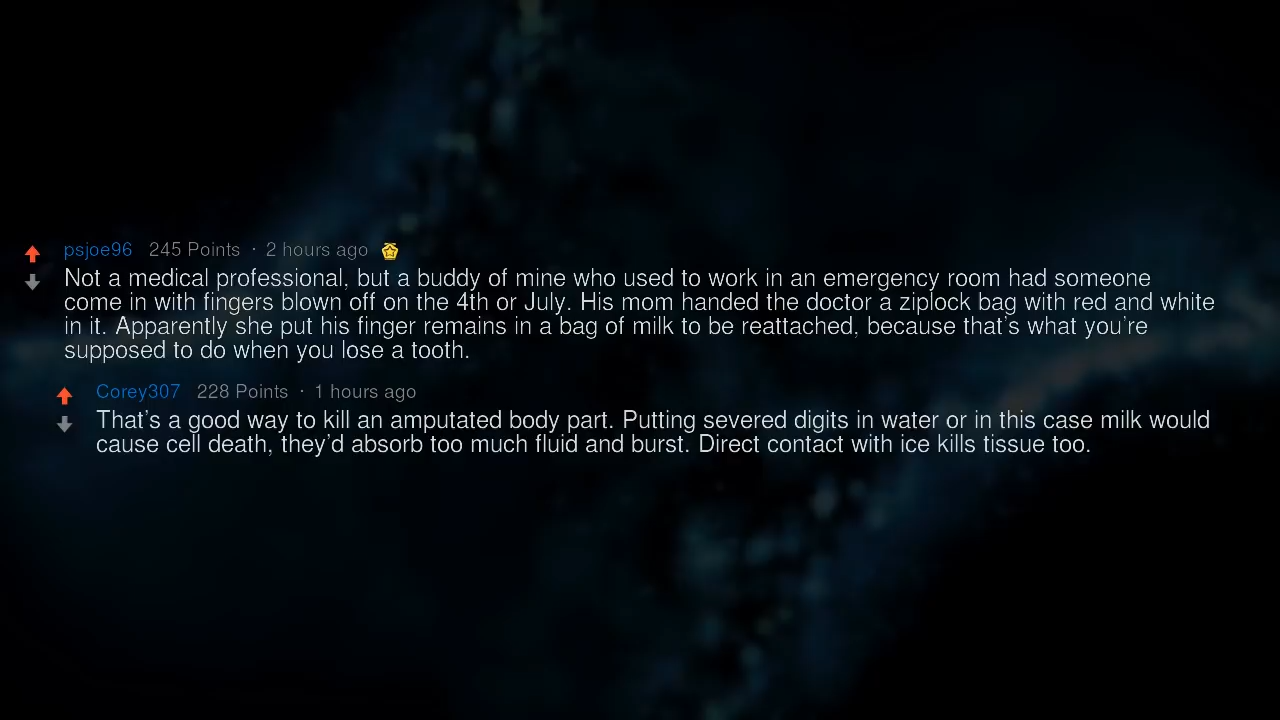 psjoe96 245 Points · 2 hours ago
Not a medical professional, but a buddy of mine who used to work in an emergency room had someone
come in with fingers blown off on the 4th or July. His mom handed the doctor a ziplock bag with red and white
in it. Apparently she put his finger remains in a bag of milk to be reattached, because that's what you're
supposed to do when you lose a tooth.
Corey307 228 Points · 1 hours ago
That's a good way to kill an amputated body part. Putting severed digits in water or in this case milk would
cause cell death, they'd absorb too much fluid and burst. Direct contact with ice kills tissue too.